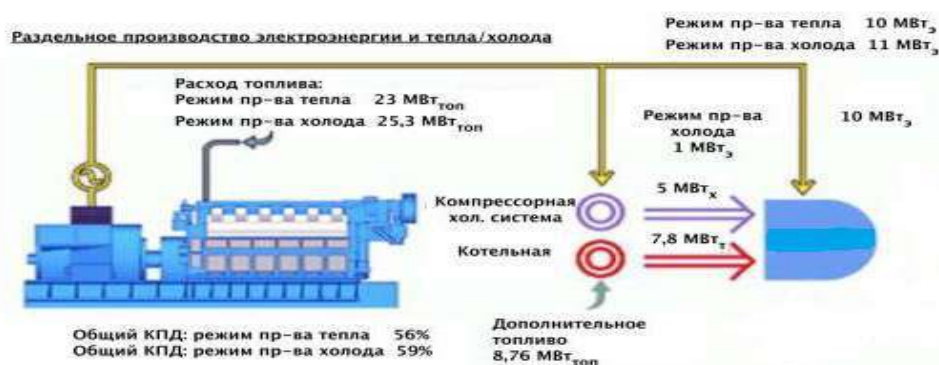 Раздельное производство электроэнергии и тепла/холода
Режим пр-ва тепла 10 МВтэ
Режим пр-ва холода 11 МВтэ
Расход топлива:
Режим пр-ва тепла 23 МВттоп
Режим пр-ва холода 25,3 МВттоп
Режим пр-ва
холода
1 МВтэ
10 МВтэ
Компрессорная
хол. система
5 МВтх
Котельная
7,8 МВтт
Дополнительное
топливо
8,76 МВттоп
Общий КПД: режим пр-ва тепла 56%
Общий КПД: режим пр-ва холода 59%